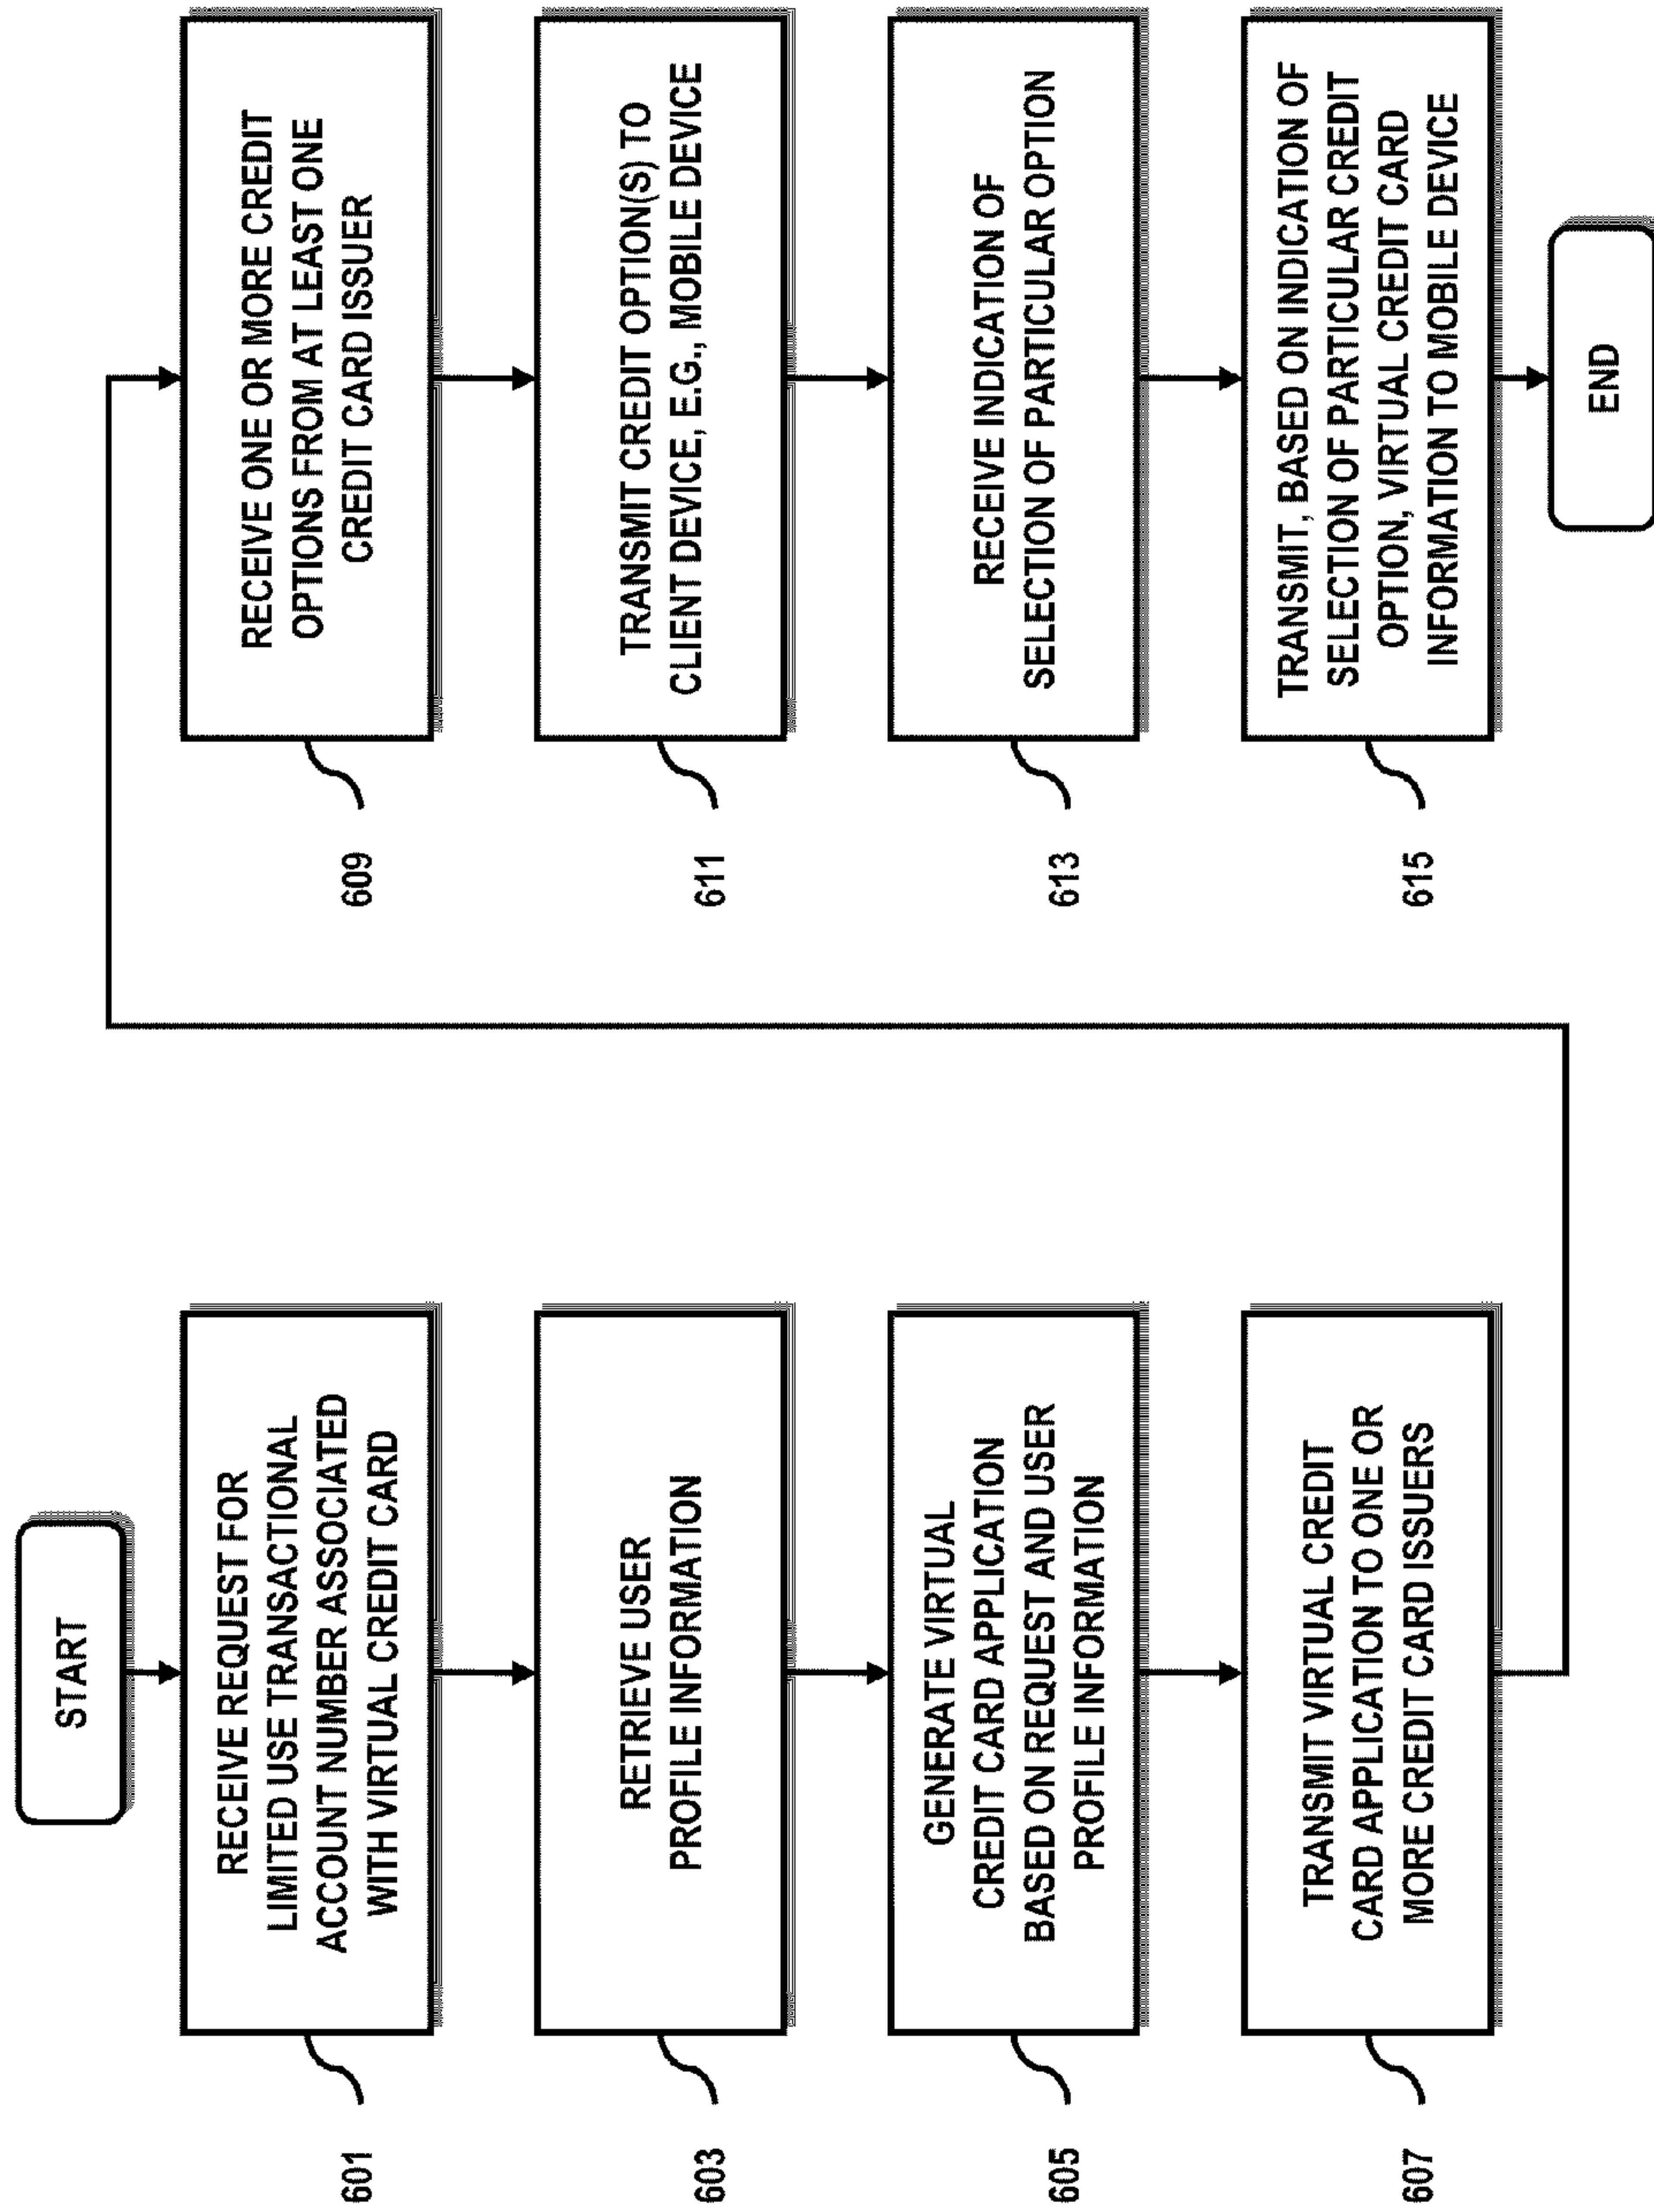 START
601
RECEIVE REQUEST FOR
LIMITED USE TRANSACTIONAL
ACCOUNT NUMBER ASSOCIATED
WITH VIRTUAL CREDIT CARD
603
RETRIEVE USER
PROFILE INFORMATION
605
GENERATE VIRTUAL
CREDIT CARD APPLICATION
BASED ON REQUEST AND USER
PROFILE INFORMATION
607
TRANSMIT VIRTUAL CREDIT
CARD APPLICATION TO ONE OR
MORE CREDIT CARD ISSUERS
609
RECEIVE ONE OR MORE CREDIT
OPTIONS FROM AT LEAST ONE
CREDIT CARD ISSUER
611
TRANSMIT CREDIT OPTION(S) TO
CLIENT DEVICE, E.G., MOBILE DEVICE
613
RECEIVE INDICATION OF
SELECTION OF PARTICULAR OPTION
615
TRANSMIT, BASED ON INDICATION OF
SELECTION OF PARTICULAR CREDIT
OPTION, VIRTUAL CREDIT CARD
INFORMATION TO MOBILE DEVICE
END